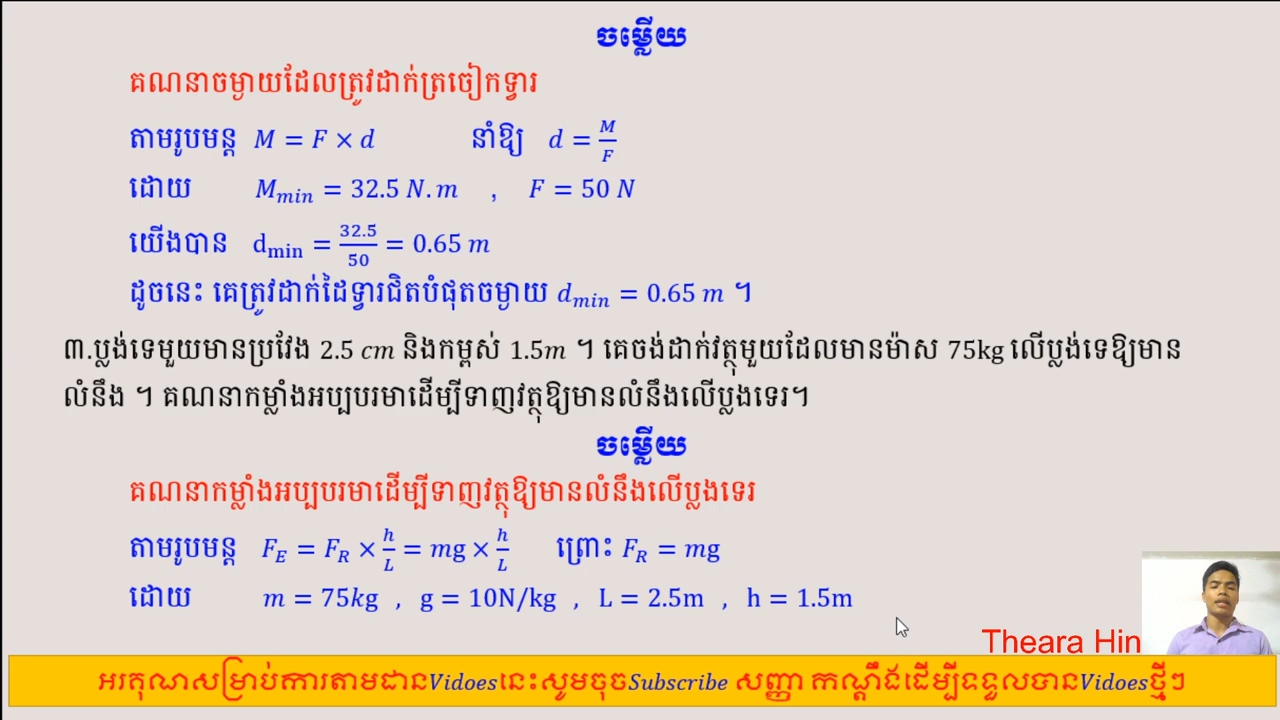 ចម្លើយ
គណនាចម្ងាយដែលត្រូវដាក់ត្រចៀកទ្វារ
តាមរូបមន្ត M = F × d នាំឱ្យ d = M/F
ដោយ M_min = 32.5 N.m , F = 50 N
យើងបាន d_min = 32.5/50 = 0.65 m
ដូចនេះ គេត្រូវដាក់ដៃទ្វារជិតបំផុតចម្ងាយ d_min = 0.65 m ។
៣.ប្លង់ទេមួយមានប្រវែង 2.5 cm និងកម្ពស់ 1.5m ។ គេចង់ដាក់វត្ថុមួយដែលមានម៉ាស 75kg លើប្លង់ទេឱ្យមាន
លំនឹង ។ គណនាកម្លាំងអប្បបរមាដើម្បីទាញវត្ថុឱ្យមានលំនឹងលើប្លងទេរ។
ចម្លើយ
គណនាកម្លាំងអប្បបរមាដើម្បីទាញវត្ថុឱ្យមានលំនឹងលើប្លងទេរ
តាមរូបមន្ត F_E = F_R × h/L = mg × h/L ព្រោះ F_R = mg
ដោយ m = 75kg , g = 10N/kg , L = 2.5m , h = 1.5m
Theara Hin
អរគុណសម្រាប់ការតាមដានVidoesនេះសូមចុចSubscribe សញ្ញា កណ្ដឹងដើម្បីទទួលបានVidoesថ្មីៗ